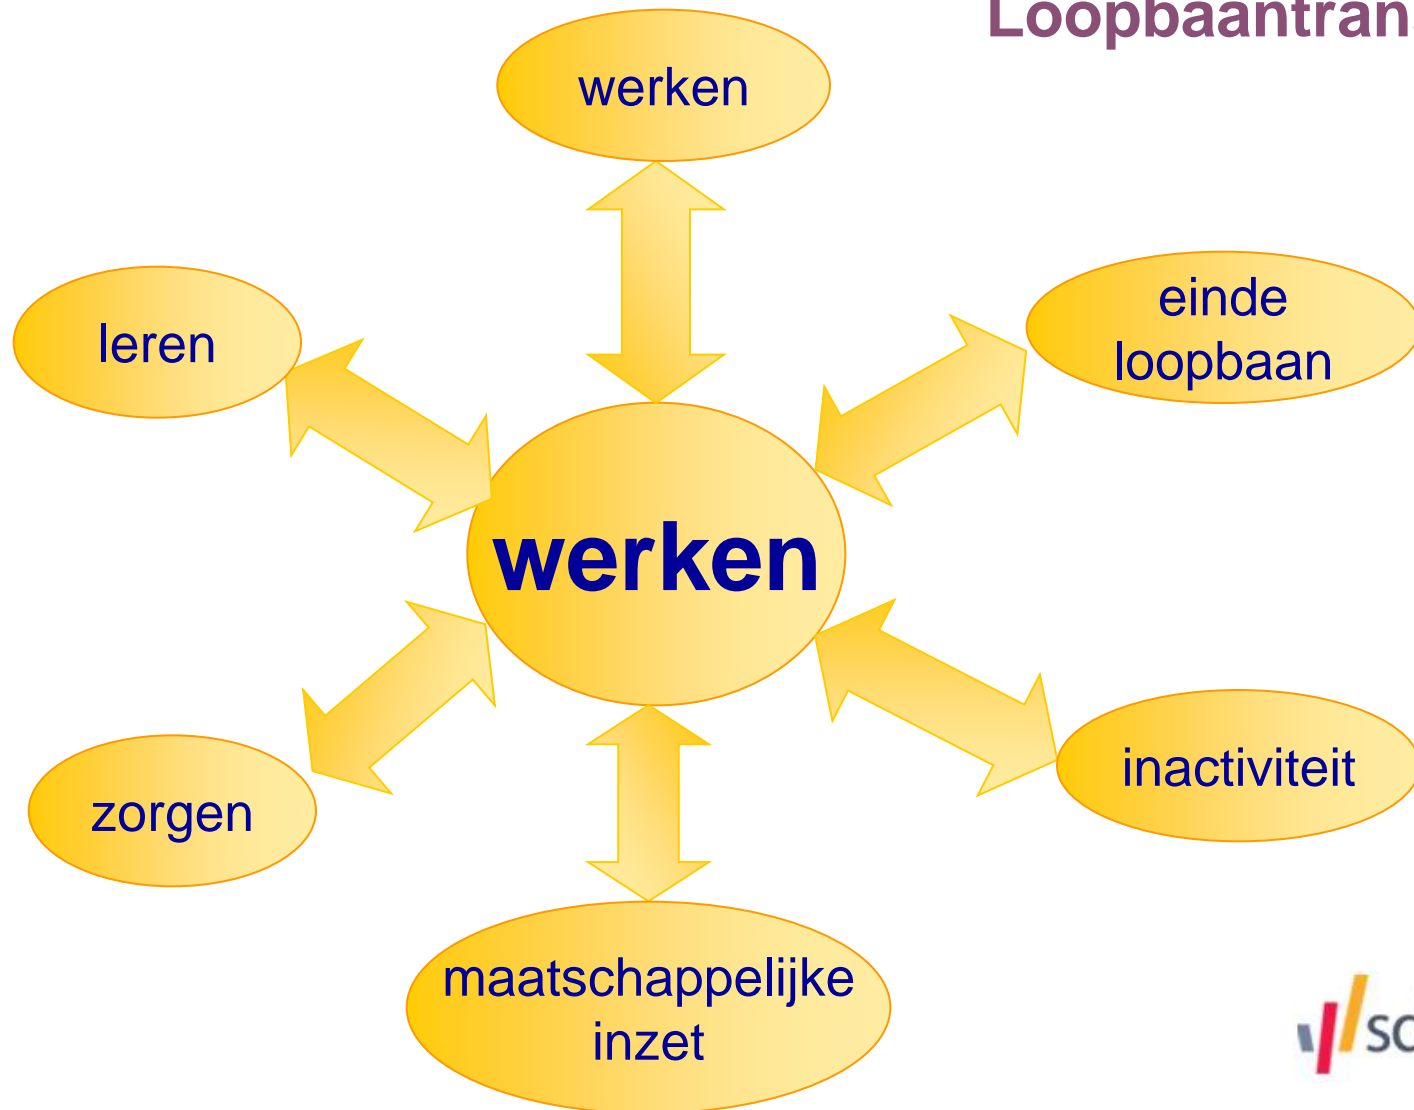 Loopbaantran
werken
einde
loopbaan
leren
werken
inactiviteit
zorgen
maatschappelijke
inzet